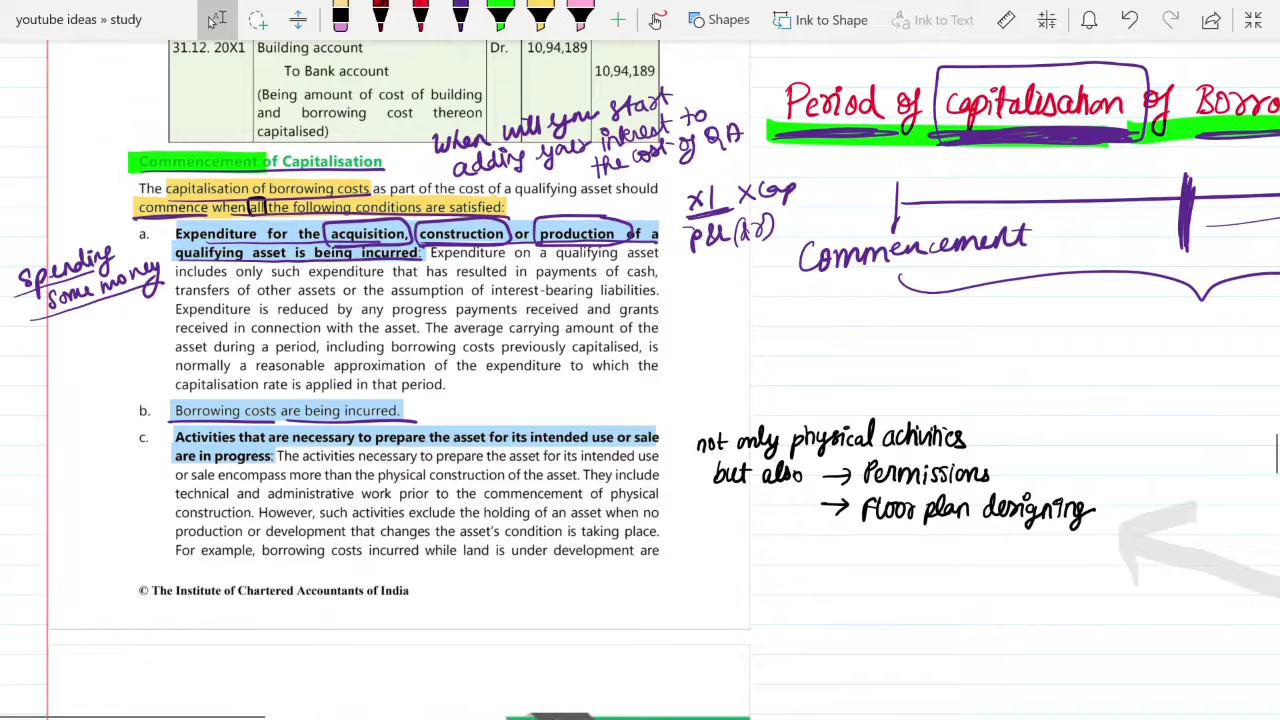 youtube ideas » study
Shapes
Ink to Shape
Ink to Text
31.12. 20X1 Building account Dr. 10,94,189
To Bank account 10,94,189
(Being amount of cost of building
and borrowing cost thereon
capitalised)
When will you start
adding your interest to
the cost of QA
Commencement of Capitalisation
The capitalisation of borrowing costs as part of the cost of a qualifying asset should
commence when all the following conditions are satisfied:
a. Expenditure for the acquisition, construction or production of a
qualifying asset is being incurred: Expenditure on a qualifying asset
includes only such expenditure that has resulted in payments of cash,
transfers of other assets or the assumption of interest-bearing liabilities.
Expenditure is reduced by any progress payments received and grants
received in connection with the asset. The average carrying amount of the
asset during a period, including borrowing costs previously capitalised, is
normally a reasonable approximation of the expenditure to which the
capitalisation rate is applied in that period.
spending
some money
b. Borrowing costs are being incurred.
c. Activities that are necessary to prepare the asset for its intended use or sale
are in progress: The activities necessary to prepare the asset for its intended use
or sale encompass more than the physical construction of the asset. They include
technical and administrative work prior to the commencement of physical
construction. However, such activities exclude the holding of an asset when no
production or development that changes the asset's condition is taking place.
For example, borrowing costs incurred while land is under development are
© The Institute of Chartered Accountants of India
Period of Capitalisation of Borro
X Cap
P&L (Dr)
Commencement
not only physical activities
but also → Permissions
→ Floor plan designing